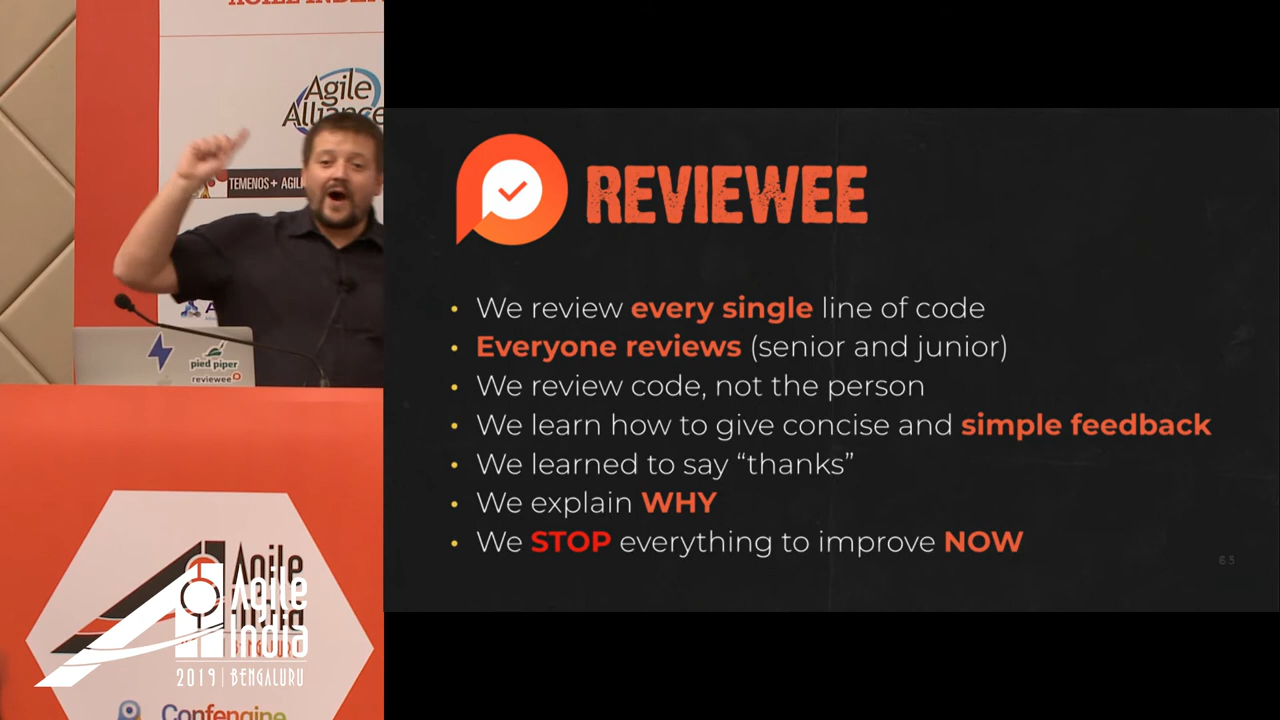 Agile
Alliance
TEMENOS+ AGIL
pied piper
reviewee
Agile
India
2019 | BENGALURU
Confengine
REVIEWEE
• We review every single line of code
• Everyone reviews (senior and junior)
• We review code, not the person
• We learn how to give concise and simple feedback
• We learned to say “thanks”
• We explain WHY
• We STOP everything to improve NOW
65